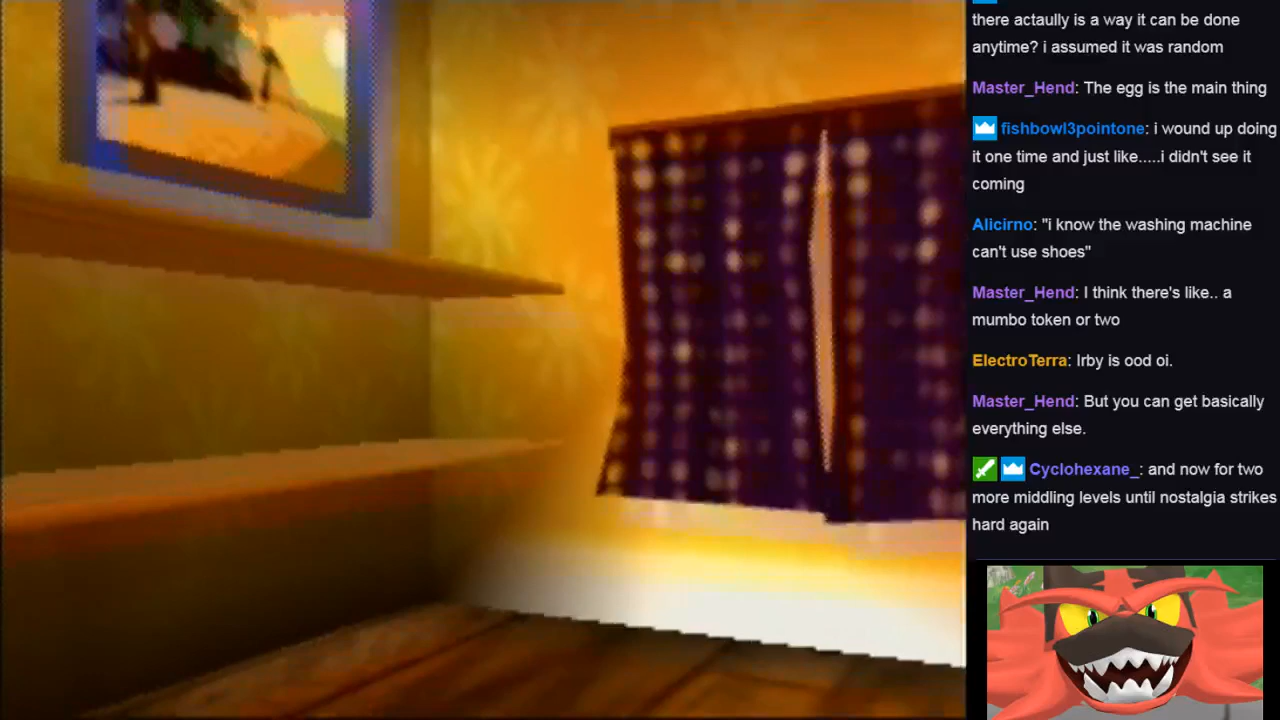 there actaully is a way it can be done
anytime? i assumed it was random
Master_Hend: The egg is the main thing
fishbowl3pointone: i wound up doing
it one time and just like.....i didn't see it
coming
Alicirno: "i know the washing machine
can't use shoes"
Master_Hend: I think there's like.. a
mumbo token or two
ElectroTerra: Irby is ood oi.
Master_Hend: But you can get basically
everything else.
Cyclohexane_: and now for two
more middling levels until nostalgia strikes
hard again